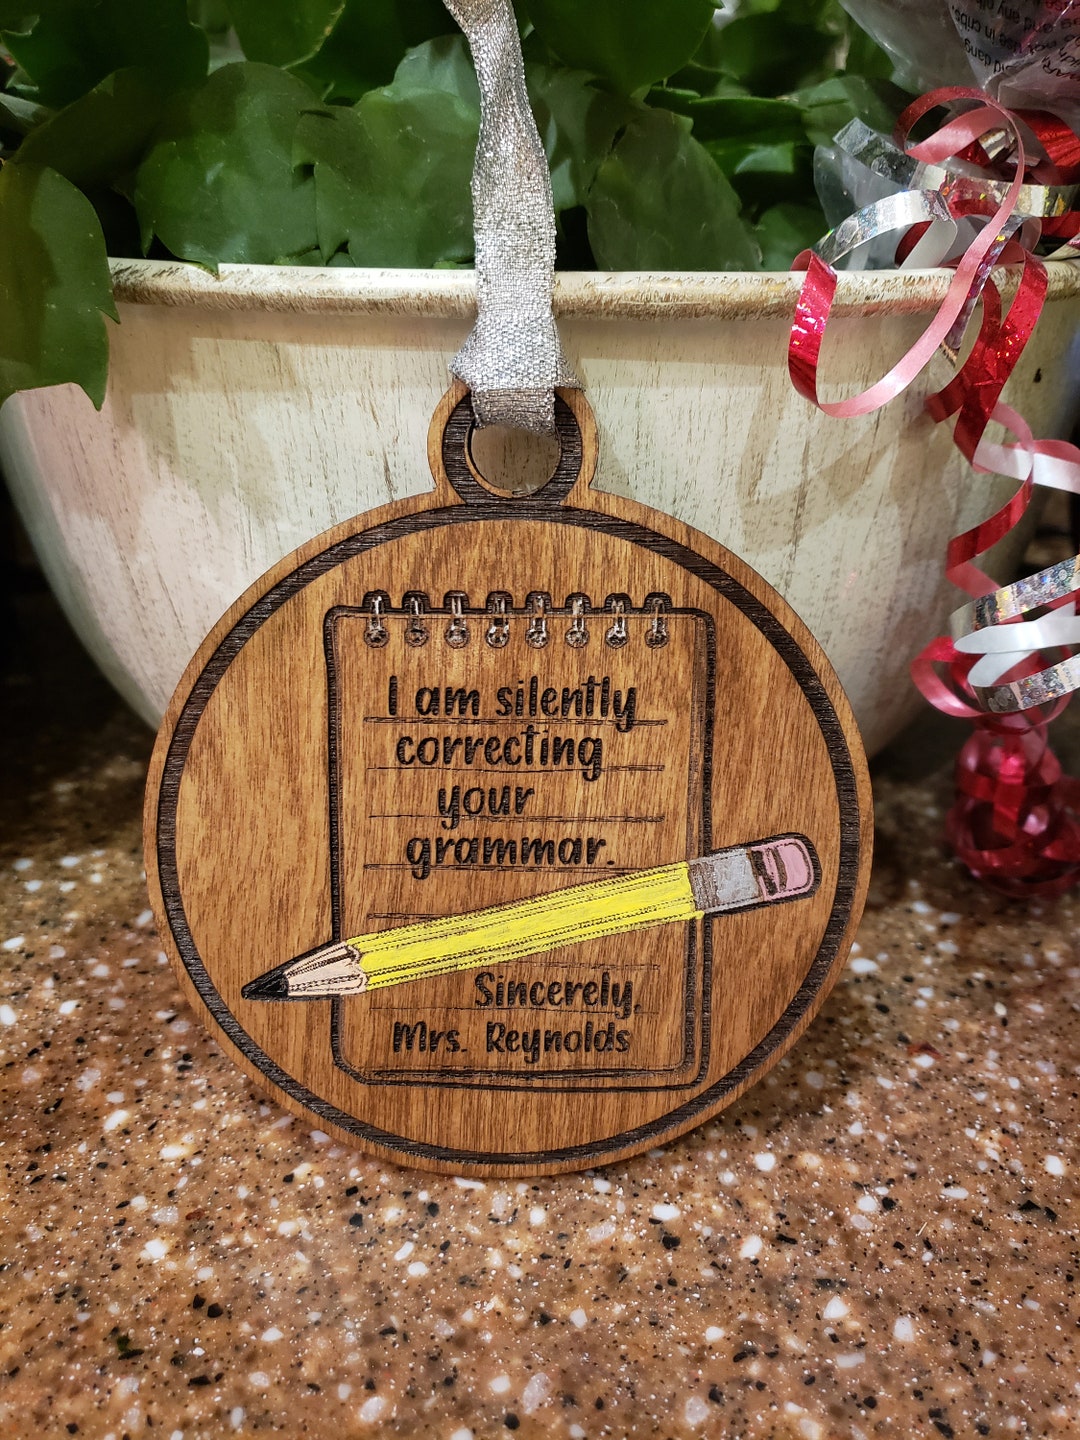 I am silently
correcting
your
grammar.
Sincerely,
Mrs. Reynolds